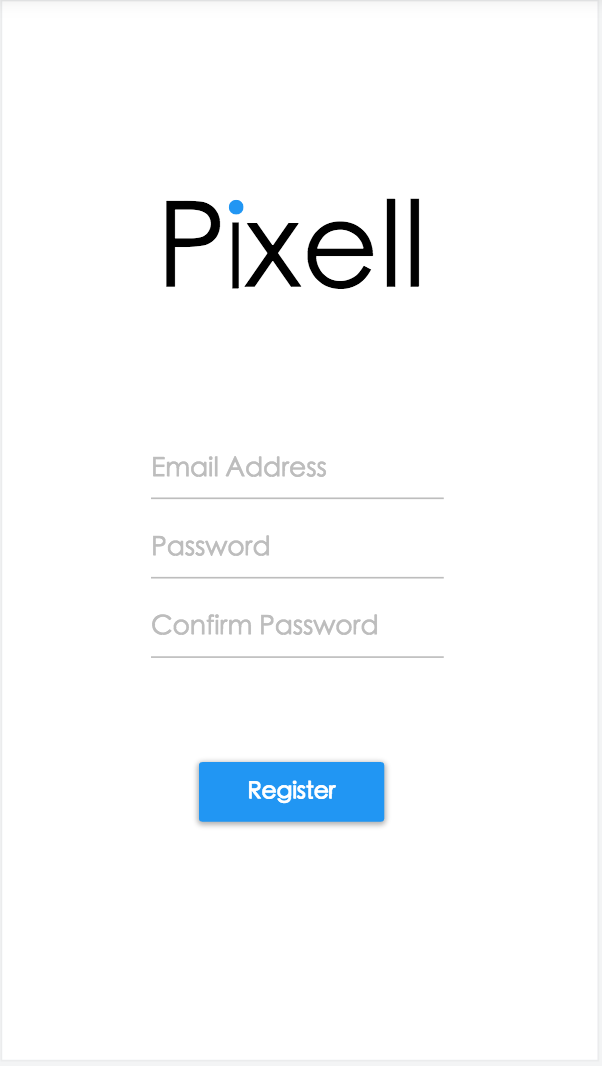 Pixell
Email Address
Password
Confirm Password
Register